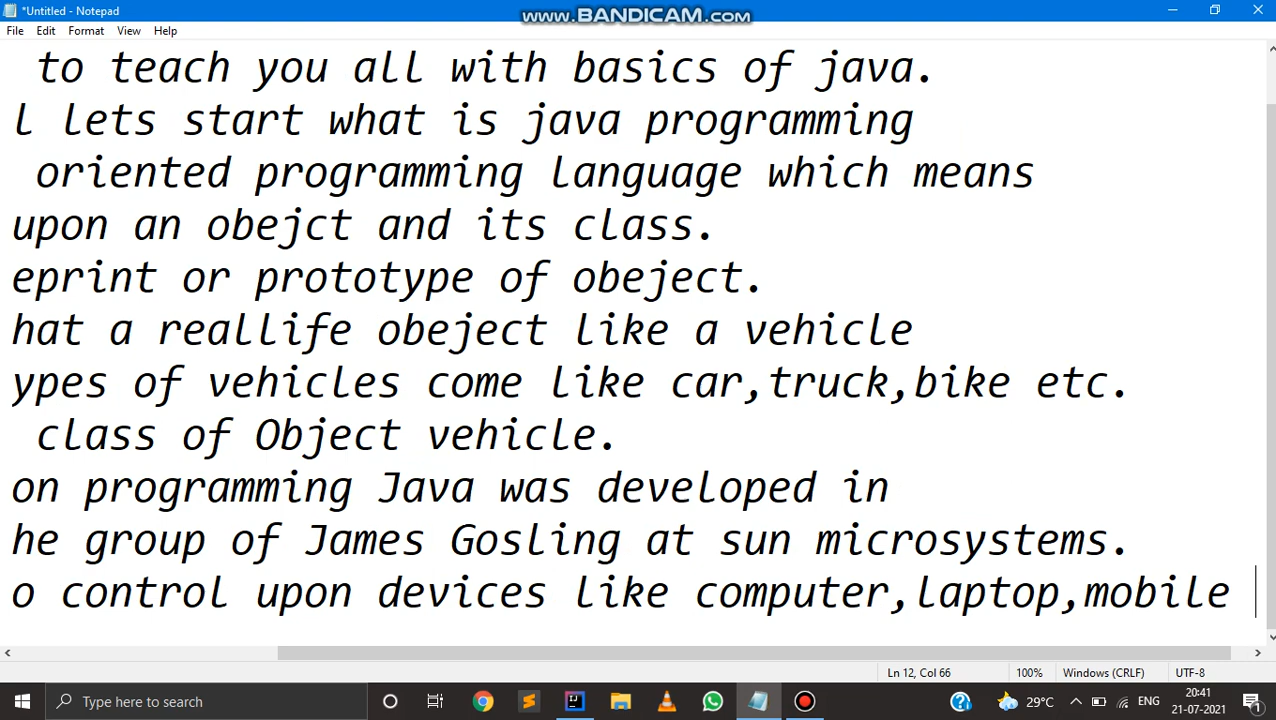 *Untitled - Notepad
www.BANDICAM.COM
File Edit Format View Help
to teach you all with basics of java.
l lets start what is java programming
oriented programming language which means
upon an obejct and its class.
eprint or prototype of obeject.
hat a reallife obeject like a vehicle
ypes of vehicles come like car,truck,bike etc.
class of Object vehicle.
on programming Java was developed in
he group of James Gosling at sun microsystems.
o control upon devices like computer,laptop,mobile
Ln 12, Col 66 100% Windows (CRLF) UTF-8
Type here to search 29°C ENG 20:41
21-07-2021